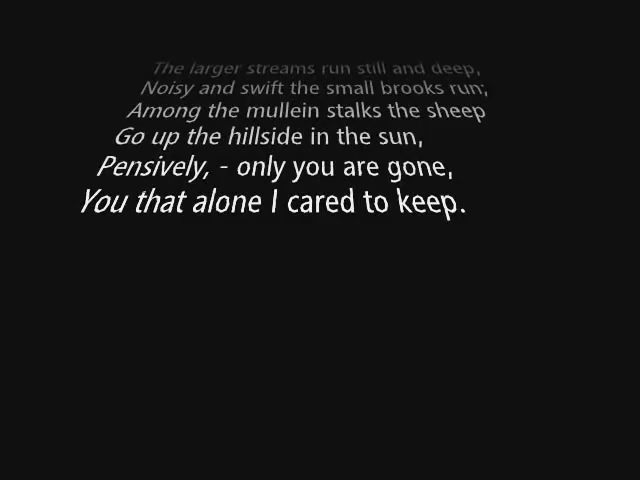 The larger streams run still and deep,
Noisy and swift the small brooks run;
Among the mullein stalks the sheep
Go up the hillside in the sun,
Pensively, - only you are gone,
You that alone I cared to keep.